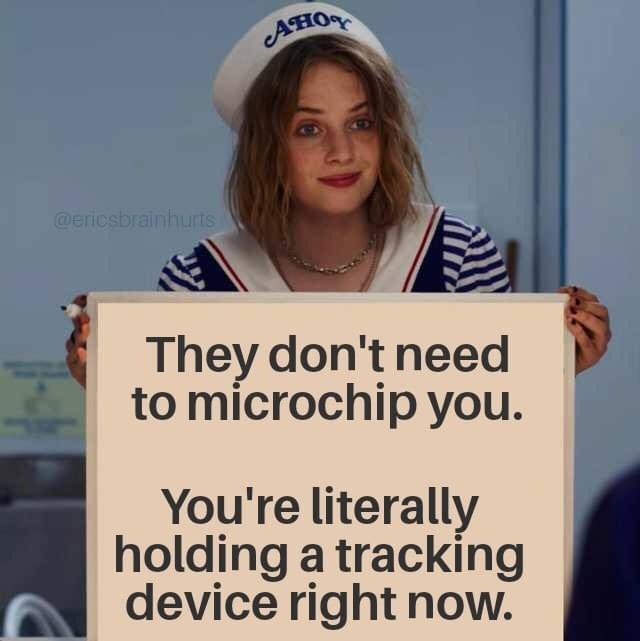 AHOY
@ericsbrainhurts
They don't need
to microchip you.
You're literally
holding a tracking
device right now.